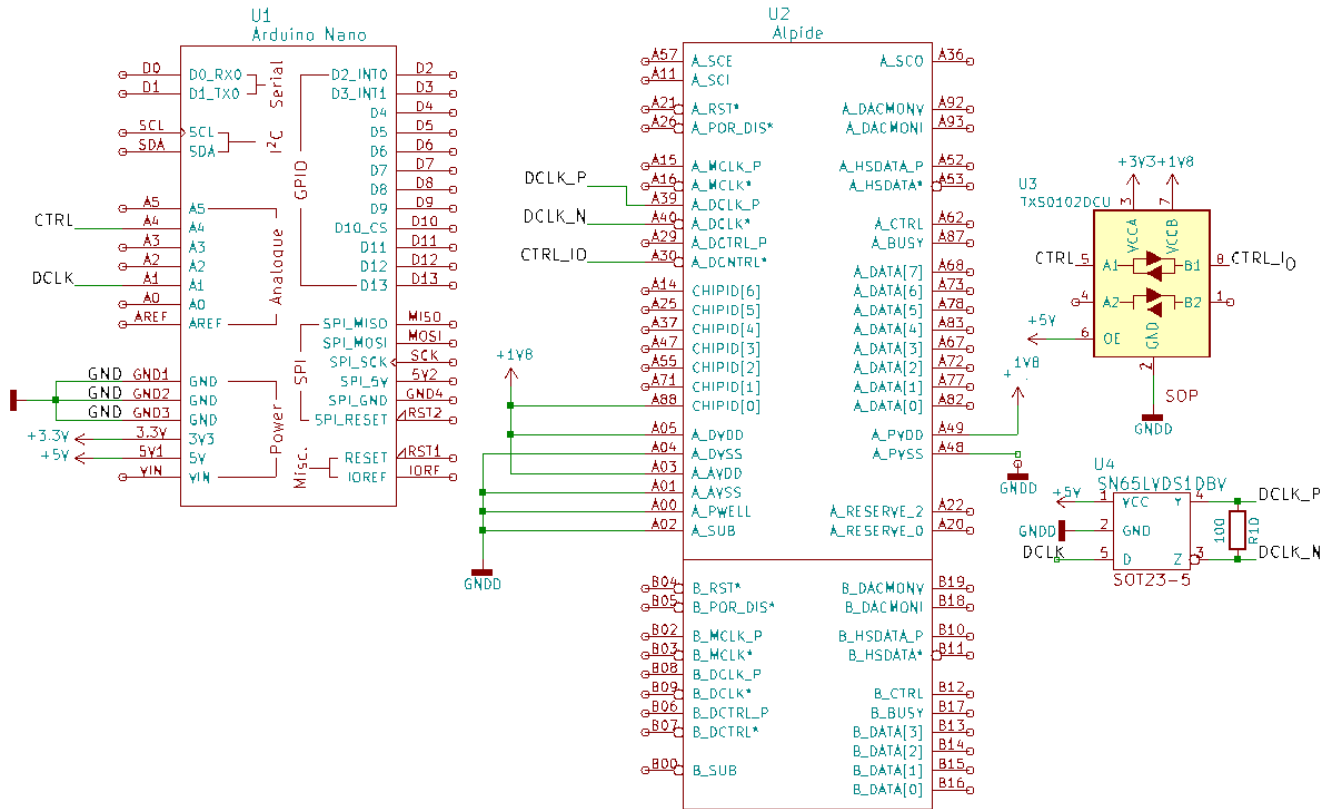 U1
Arduino Nano
D0 D0_RX0
D1 D1_TX0
Serial
SCL SCL
SDA SDA
I²C
A5 A5
CTRL A4 A4
A3 A3
A2 A2
DCLK A1 A1
A0 A0
AREF AREF
Analogue
GND GND1 GND
GND GND2 GND
GND GND3 GND
+3.3V 3.3V 3V3
+5V 5V1 5V
VIN VIN
Power
GPIO
D2_INT0 D2
D3_INT1 D3
D4 D4
D5 D5
D6 D6
D7 D7
D8 D8
D9 D9
D10_CS D10
D11 D11
D12 D12
D13 D13
SPI
SPI_MISO MISO
SPI_MOSI MOSI
SPI_SCK SCK
SPI_5V 5V2
SPI_GND GND4
SPI_RESET RST2
Misc.
RESET RST1
IOREF IORF
U2
Alpide
A57 A_SCE
A11 A_SCI
A21 A_RST*
A26 A_POR_DIS*
A15 A_MCLK_P
A16 A_MCLK*
DCLK_P A39 A_DCLK_P
DCLK_N A40 A_DCLK*
A29 A_DCTRL_P
CTRL_IO A30 A_DCNTRL*
A14 CHIPID[6]
A25 CHIPID[5]
A37 CHIPID[4]
A47 CHIPID[3]
A55 CHIPID[2]
A71 CHIPID[1]
A88 CHIPID[0]
+1V8
A05 A_DVDD
A04 A_DVSS
A03 A_AVDD
A01 A_AVSS
A00 A_PWELL
A02 A_SUB
GNDD
A_SCO A36
A_DACMONV A92
A_DACMONI A93
A_HSDATA_P A52
A_HSDATA* A53
A_CTRL A62
A_BUSY A87
A_DATA[7] A68
A_DATA[6] A73
A_DATA[5] A78
A_DATA[4] A83
A_DATA[3] A67
A_DATA[2] A72
A_DATA[1] A77
A_DATA[0] A82
A_PVDD A49
A_PVSS A48
+1V8
GNDD
A_RESERVE_2 A22
A_RESERVE_0 A20
B04 B_RST*
B05 B_POR_DIS*
B02 B_MCLK_P
B03 B_MCLK*
B08 B_DCLK_P
B09 B_DCLK*
B06 B_DCTRL_P
B07 B_DCTRL*
B00 B_SUB
B_DACMONV B19
B_DACMONI B18
B_HSDATA_P B10
B_HSDATA* B11
B_CTRL B12
B_BUSY B17
B_DATA[3] B13
B_DATA[2] B14
B_DATA[1] B15
B_DATA[0] B16
+3V3 +1V8
U3
TXS0102DCU
3 7
VCCA VCCB
CTRL 5 A1 B1 8 CTRL_IO
4 A2 B2 1
+5V 6 OE
GND
2
SOP
GNDD
U4
SN65LVDS1DBV
+5V 1 VCC Y 4 DCLK_P
GNDD 2 GND
100 R10
DCLK 5 D Z 3 DCLK_N
SOT23-5